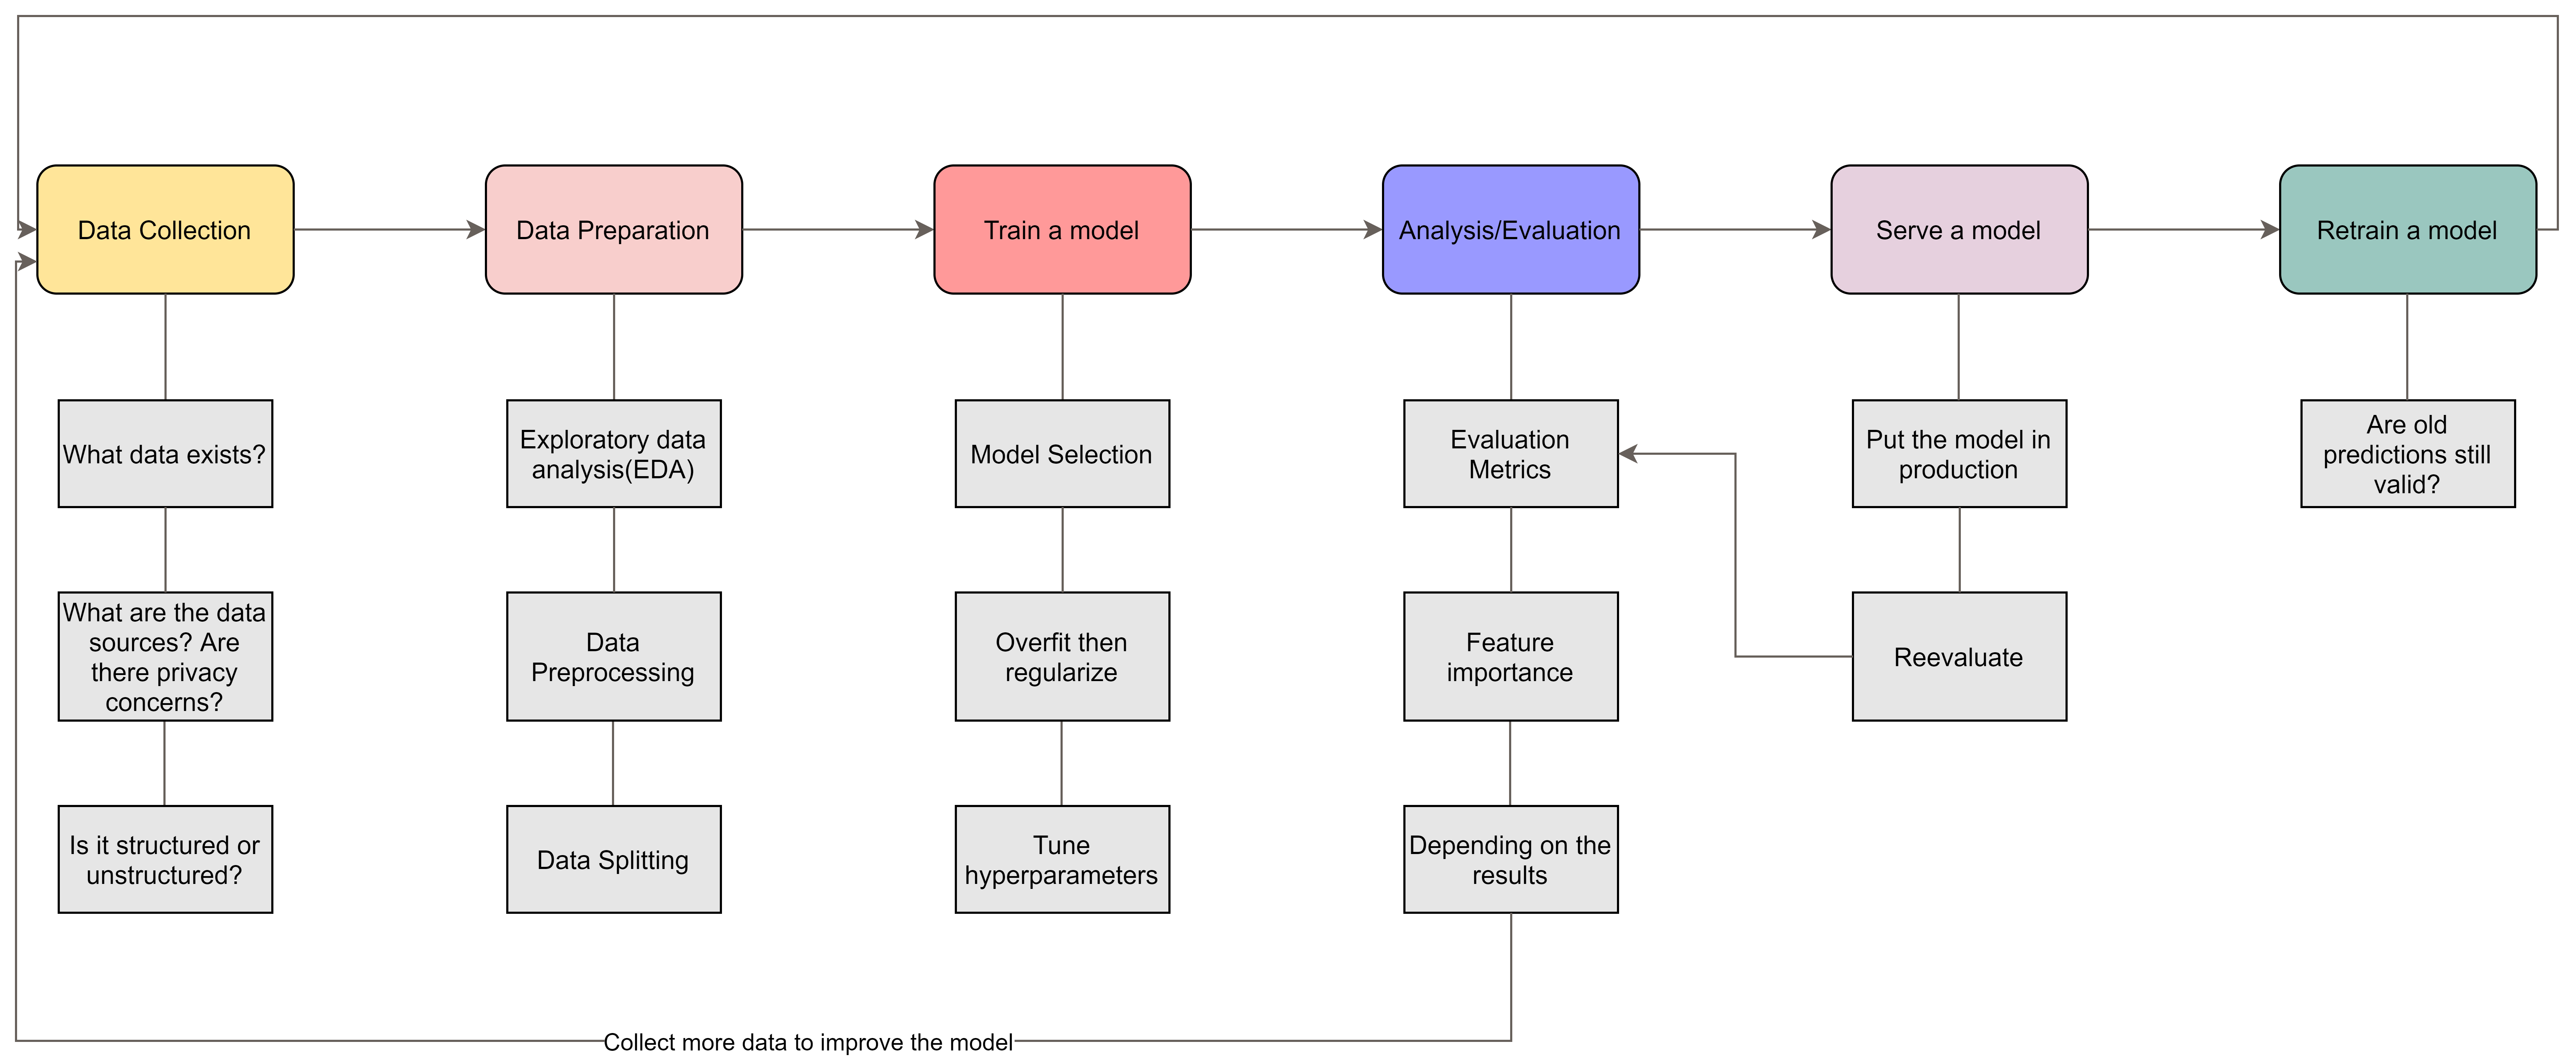 Data Collection
Data Preparation
Train a model
Analysis/Evaluation
Serve a model
Retrain a model
What data exists?
Exploratory data
analysis(EDA)
Model Selection
Evaluation
Metrics
Put the model in
production
Are old
predictions still
valid?
What are the data
sources? Are
there privacy
concerns?
Data
Preprocessing
Overfit then
regularize
Feature
importance
Reevaluate
Is it structured or
unstructured?
Data Splitting
Tune
hyperparameters
Depending on the
results
Collect more data to improve the model